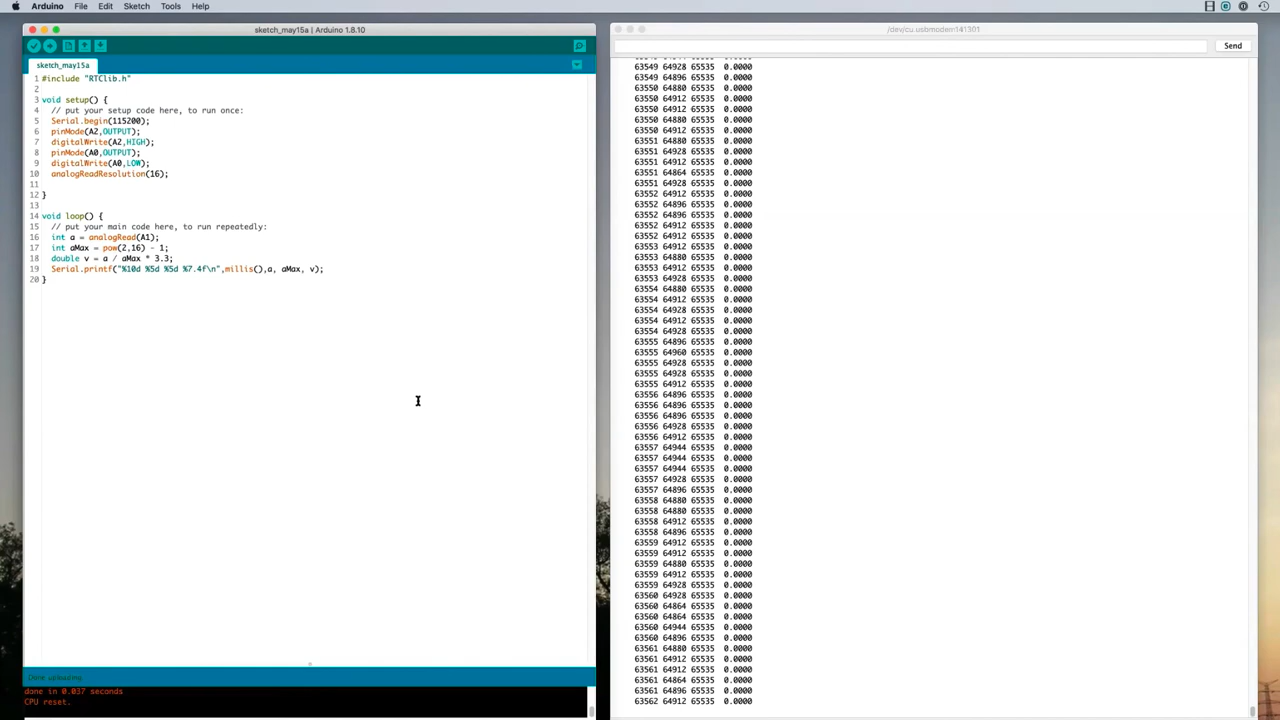 Arduino File Edit Sketch Tools Help
sketch_may15a | Arduino 1.8.10
sketch_may15a
1 #include "RTClib.h"
2
3 void setup() {
4 // put your setup code here, to run once:
5 Serial.begin(115200);
6 pinMode(A2,OUTPUT);
7 digitalWrite(A2,HIGH);
8 pinMode(A0,OUTPUT);
9 digitalWrite(A0,LOW);
10 analogReadResolution(16);
11
12 }
13
14 void loop() {
15 // put your main code here, to run repeatedly:
16 int a = analogRead(A1);
17 int aMax = pow(2,16) - 1;
18 double v = a / aMax * 3.3;
19 Serial.printf("%10d %5d %5d %7.4f\n",millis(),a, aMax, v);
20 }
Done uploading.
done in 0.037 seconds
CPU reset.
/dev/cu.usbmodem141301
Send
63549 64928 65535 0.0000
63549 64896 65535 0.0000
63550 64880 65535 0.0000
63550 64912 65535 0.0000
63550 64912 65535 0.0000
63550 64880 65535 0.0000
63550 64912 65535 0.0000
63551 64880 65535 0.0000
63551 64928 65535 0.0000
63551 64912 65535 0.0000
63551 64864 65535 0.0000
63551 64928 65535 0.0000
63552 64912 65535 0.0000
63552 64896 65535 0.0000
63552 64896 65535 0.0000
63552 64912 65535 0.0000
63552 64912 65535 0.0000
63553 64912 65535 0.0000
63553 64880 65535 0.0000
63553 64912 65535 0.0000
63553 64928 65535 0.0000
63554 64880 65535 0.0000
63554 64912 65535 0.0000
63554 64928 65535 0.0000
63554 64912 65535 0.0000
63554 64928 65535 0.0000
63555 64896 65535 0.0000
63555 64960 65535 0.0000
63555 64928 65535 0.0000
63555 64928 65535 0.0000
63555 64912 65535 0.0000
63556 64896 65535 0.0000
63556 64896 65535 0.0000
63556 64896 65535 0.0000
63556 64928 65535 0.0000
63556 64912 65535 0.0000
63557 64944 65535 0.0000
63557 64944 65535 0.0000
63557 64944 65535 0.0000
63557 64928 65535 0.0000
63557 64896 65535 0.0000
63558 64880 65535 0.0000
63558 64880 65535 0.0000
63558 64912 65535 0.0000
63558 64896 65535 0.0000
63559 64912 65535 0.0000
63559 64912 65535 0.0000
63559 64880 65535 0.0000
63559 64912 65535 0.0000
63559 64928 65535 0.0000
63560 64928 65535 0.0000
63560 64864 65535 0.0000
63560 64864 65535 0.0000
63560 64944 65535 0.0000
63560 64896 65535 0.0000
63561 64880 65535 0.0000
63561 64912 65535 0.0000
63561 64912 65535 0.0000
63561 64864 65535 0.0000
63561 64896 65535 0.0000
63562 64912 65535 0.0000